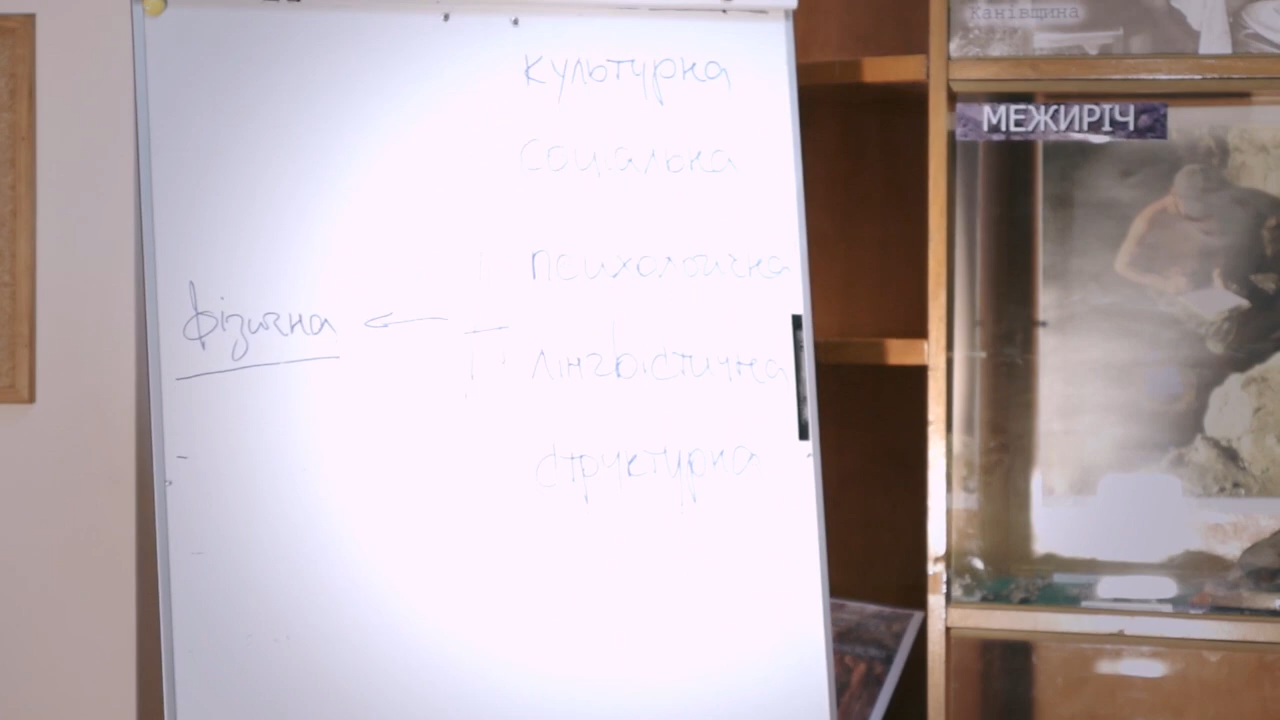 Канівщина
МЕЖИРІЧ
культурна
соціальна
психологічна
фізична
лінгвістична
структурна